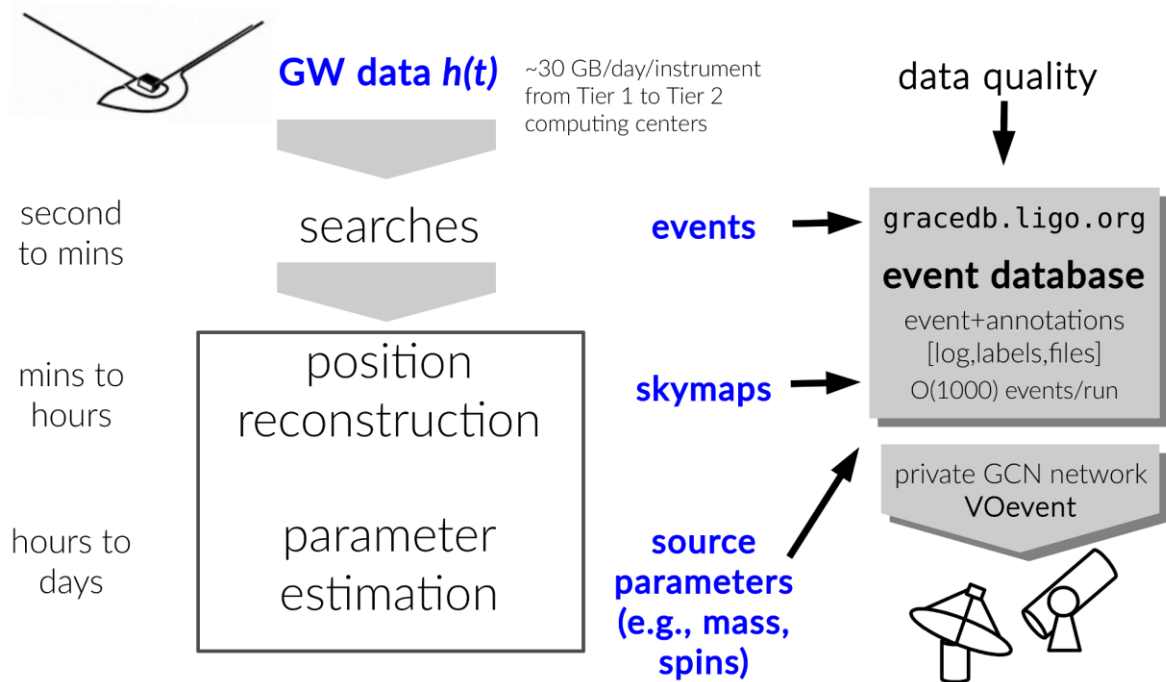 GW data h(t)
~30 GB/day/instrument
from Tier 1 to Tier 2
computing centers
data quality
second
to mins
searches
events
gracedb.ligo.org
event database
event+annotations
[log,labels,files]
O(1000) events/run
mins to
hours
position
reconstruction
skymaps
private GCN network
VOevent
hours to
days
parameter
estimation
source
parameters
(e.g., mass,
spins)